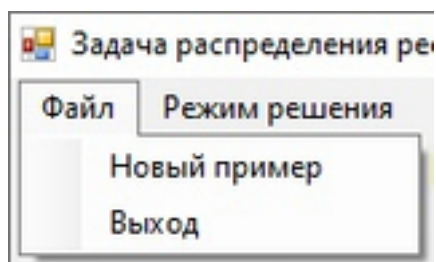 Задача распределения
Файл Режим решения
Новый пример
Выход